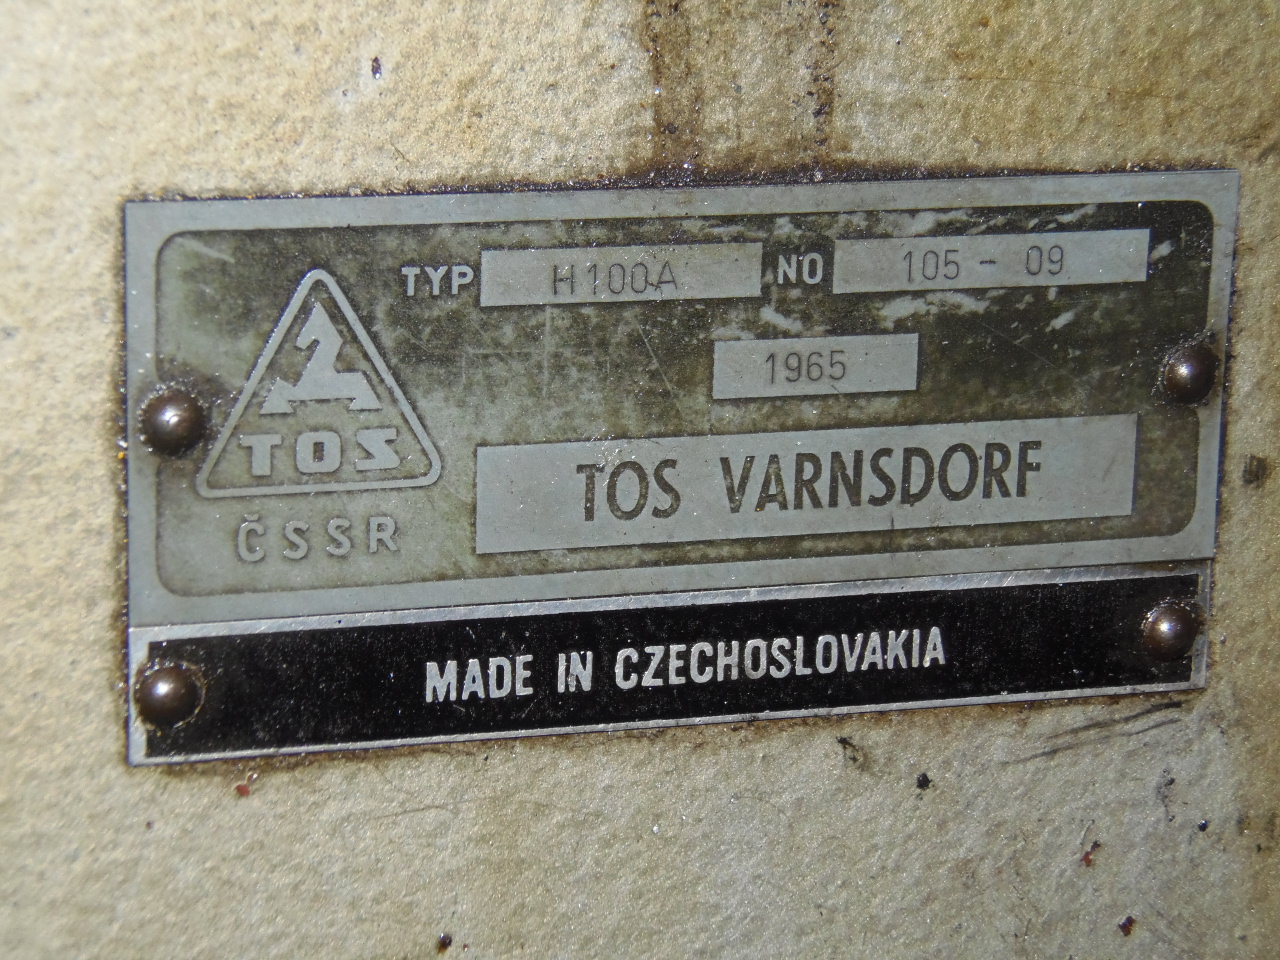 TYP H100A NO 105 - 09
1965
TOS
TOS VARNSDORF
ČSSR
MADE IN CZECHOSLOVAKIA